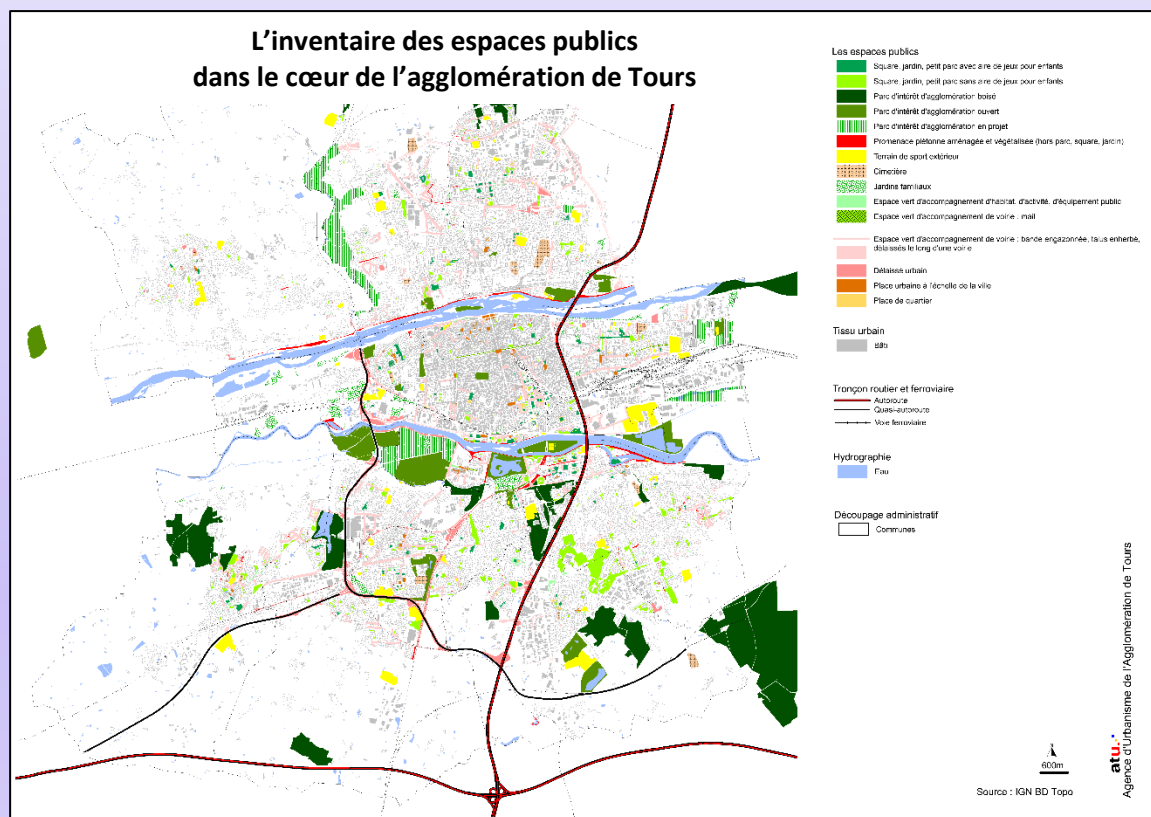 L'inventaire des espaces publics
dans le cœur de l'agglomération de Tours
Les espaces publics
Square, jardin, petit parc avec aire de jeux pour enfants
Square, jardin, petit parc sans aire de jeux pour enfants
Parc d'intérêt d'agglomération boisé
Parc d'intérêt d'agglomération ouvert
Parc d'intérêt d'agglomération en projet
Promenade piétonne aménagée et végétalisée (hors parc, square, jardin)
Terrain de sport extérieur
Cimetière
Jardins familiaux
Espace vert d'accompagnement d'habitat, d'activité, d'équipement public
Espace vert d'accompagnement de voirie : mail
Espace vert d'accompagnement de voirie : bande engazonnée, talus enherbé,
délaissés le long d'une voirie
Délaissé urbain
Place urbaine à l'échelle de la ville
Place de quartier
Tissu urbain
Bâti
Tronçon routier et ferroviaire
Autoroute
Quasi-autoroute
Voie ferroviaire
Hydrographie
Eau
Découpage administratif
Communes
600m
Source : IGN BD Topo
atu
Agence d'Urbanisme de l'Agglomération de Tours